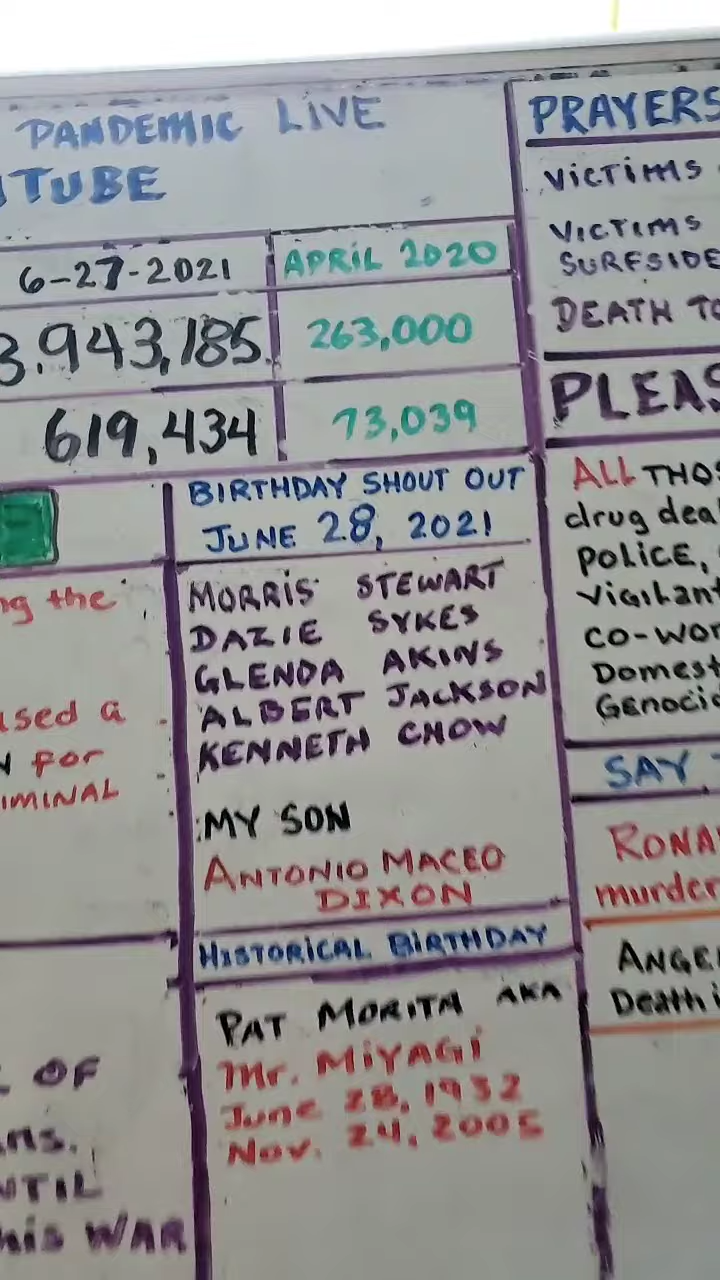 PANDEMIC LIVE
TUBE
6-27-2021
APRIL 2020
3.943,185
263,000
619,434
73,039
BIRTHDAY SHOUT OUT
JUNE 28, 2021
MORRIS STEWART
DAZIE SYKES
GLENDA AKINS
ALBERT JACKSON
KENNETH CHOW
MY SON
ANTONIO MACEO
DIXON
HISTORICAL BIRTHDAY
PAT MORITA AKA
Mr. MIYAGI
June 28, 1932
Nov. 24, 2005
ng the
used a
FOR
IMINAL
OF
ns.
NTIL
his WAR
PRAYERS
VICTIMS
VICTIMS
SURFSIDE
DEATH TO
PLEAS
ALL THOS
drug dea
POLICE,
Vigilant
CO-WOR
Domest
Genocid
SAY
RONA
murder
ANGE
Death i